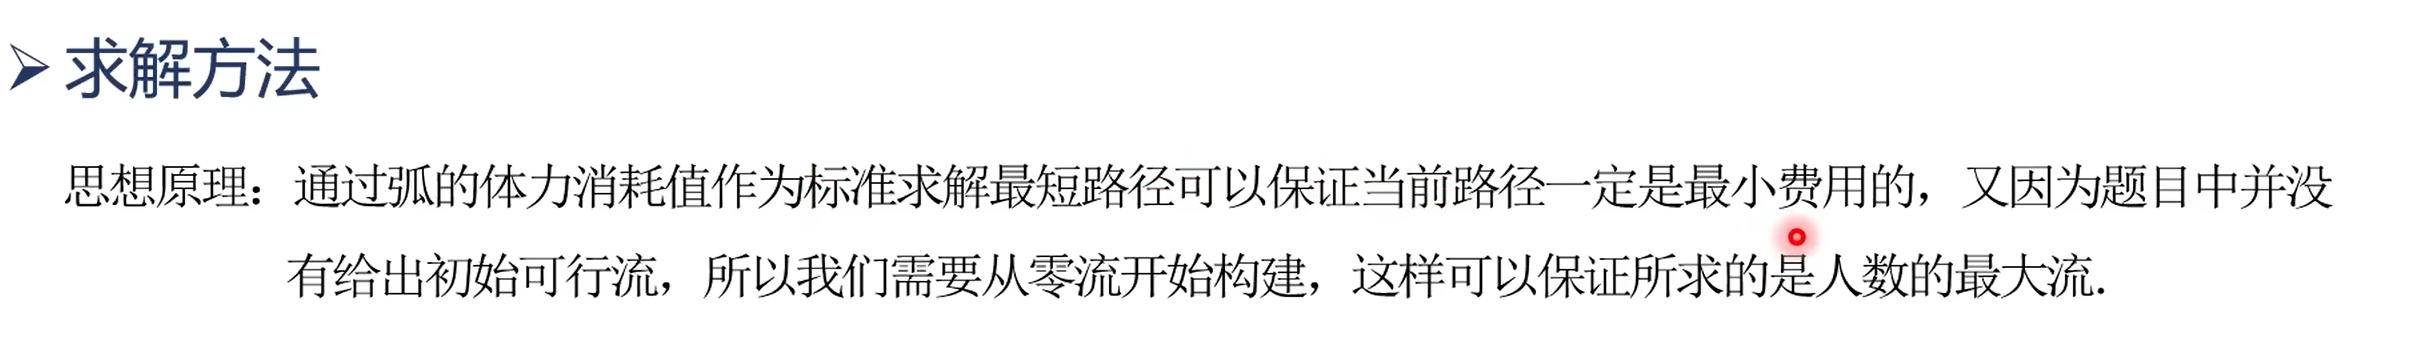 求解方法
思想原理：通过弧的体力消耗值作为标准求解最短路径可以保证当前路径一定是最小费用的，又因为题目中并没
有给出初始可行流，所以我们需要从零流开始构建，这样可以保证所求的是人数的最大流.